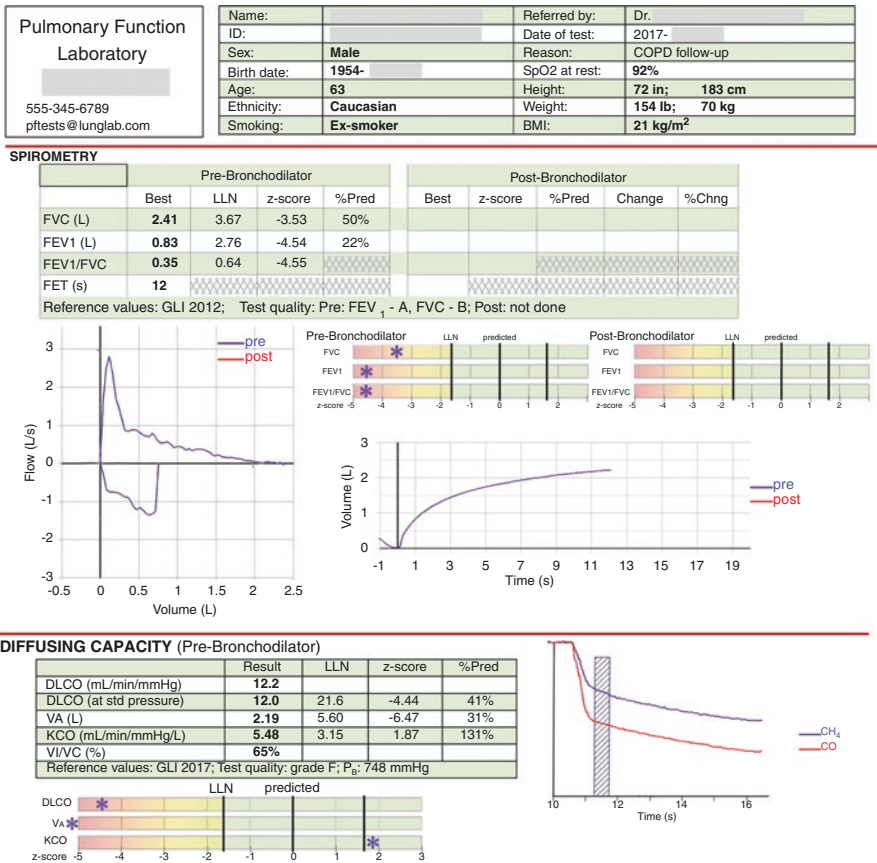 Pulmonary Function
Laboratory
555-345-6789
pftests@lunglab.com
Name: Referred by: Dr.
ID: Date of test: 2017-
Sex: Male Reason: COPD follow-up
Birth date: 1954- SpO2 at rest: 92%
Age: 63 Height: 72 in; 183 cm
Ethnicity: Caucasian Weight: 154 lb; 70 kg
Smoking: Ex-smoker BMI: 21 kg/m²
SPIROMETRY
Pre-Bronchodilator Post-Bronchodilator
Best LLN z-score %Pred Best z-score %Pred Change %Chng
FVC (L) 2.41 3.67 -3.53 50%
FEV1 (L) 0.83 2.76 -4.54 22%
FEV1/FVC 0.35 0.64 -4.55
FET (s) 12
Reference values: GLI 2012; Test quality: Pre: FEV 1 - A, FVC - B; Post: not done
pre
post
3
2
1
0
-1
-2
-3
Flow (L/s)
-0.5 0 0.5 1 1.5 2 2.5
Volume (L)
Pre-Bronchodilator LLN predicted
FVC
FEV1
FEV1/FVC
z-score -5 -4 -3 -2 -1 0 1 2
Post-Bronchodilator LLN predicted
FVC
FEV1
FEV1/FVC
z-score -5 -4 -3 -2 -1 0 1 2
3
2
1
0
Volume (L)
-1 1 3 5 7 9 11 13 15 17 19
Time (s)
pre
post
DIFFUSING CAPACITY (Pre-Bronchodilator)
Result LLN z-score %Pred
DLCO (mL/min/mmHg) 12.2
DLCO (at std pressure) 12.0 21.6 -4.44 41%
VA (L) 2.19 5.60 -6.47 31%
KCO (mL/min/mmHg/L) 5.48 3.15 1.87 131%
VI/VC (%) 65%
Reference values: GLI 2017; Test quality: grade F; PB: 748 mmHg
LLN predicted
DLCO
VA
KCO
z-score -5 -4 -3 -2 -1 0 1 2 3
CH4
CO
10 12 14 16
Time (s)